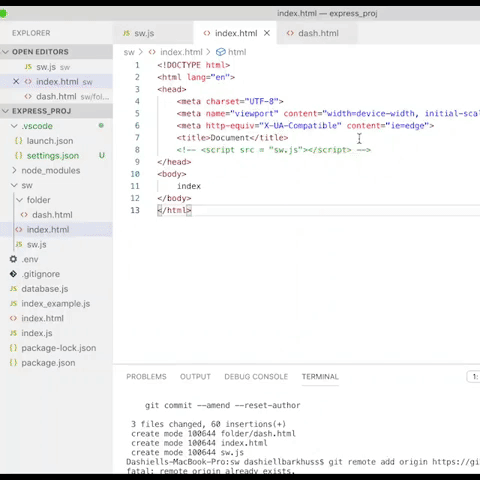 index.html — express_proj
EXPLORER
JS sw.js
<> index.html ×
<> dash.html
OPEN EDITORS
JS sw.js sw
× <> index.html sw
<> dash.html sw/fol...
EXPRESS_PROJ
.vscode
{} launch.json
{} settings.json U
node_modules
sw
folder
<> dash.html
<> index.html
JS sw.js
.env
.gitignore
JS database.js
JS index_example.js
<> index.html
JS index.js
{} package-lock.json
{} package.json
sw > <> index.html > html
1 <!DOCTYPE html>
2 <html lang="en">
3 <head>
4 <meta charset="UTF-8">
5 <meta name="viewport" content="width=device-width, initial-scal
6 <meta http-equiv="X-UA-Compatible" content="ie=edge">
7 <title>Document</title>
8 <!-- <script src = "sw.js"></script> -->
9 </head>
10 <body>
11 index
12 </body>
13 </html>
PROBLEMS OUTPUT DEBUG CONSOLE TERMINAL 1:
git commit --amend --reset-author
3 files changed, 60 insertions(+)
create mode 100644 folder/dash.html
create mode 100644 index.html
create mode 100644 sw.js
Dashiells-MacBook-Pro:sw dashiellbarkhuss$ git remote add origin https://gi
fatal: remote origin already exists.